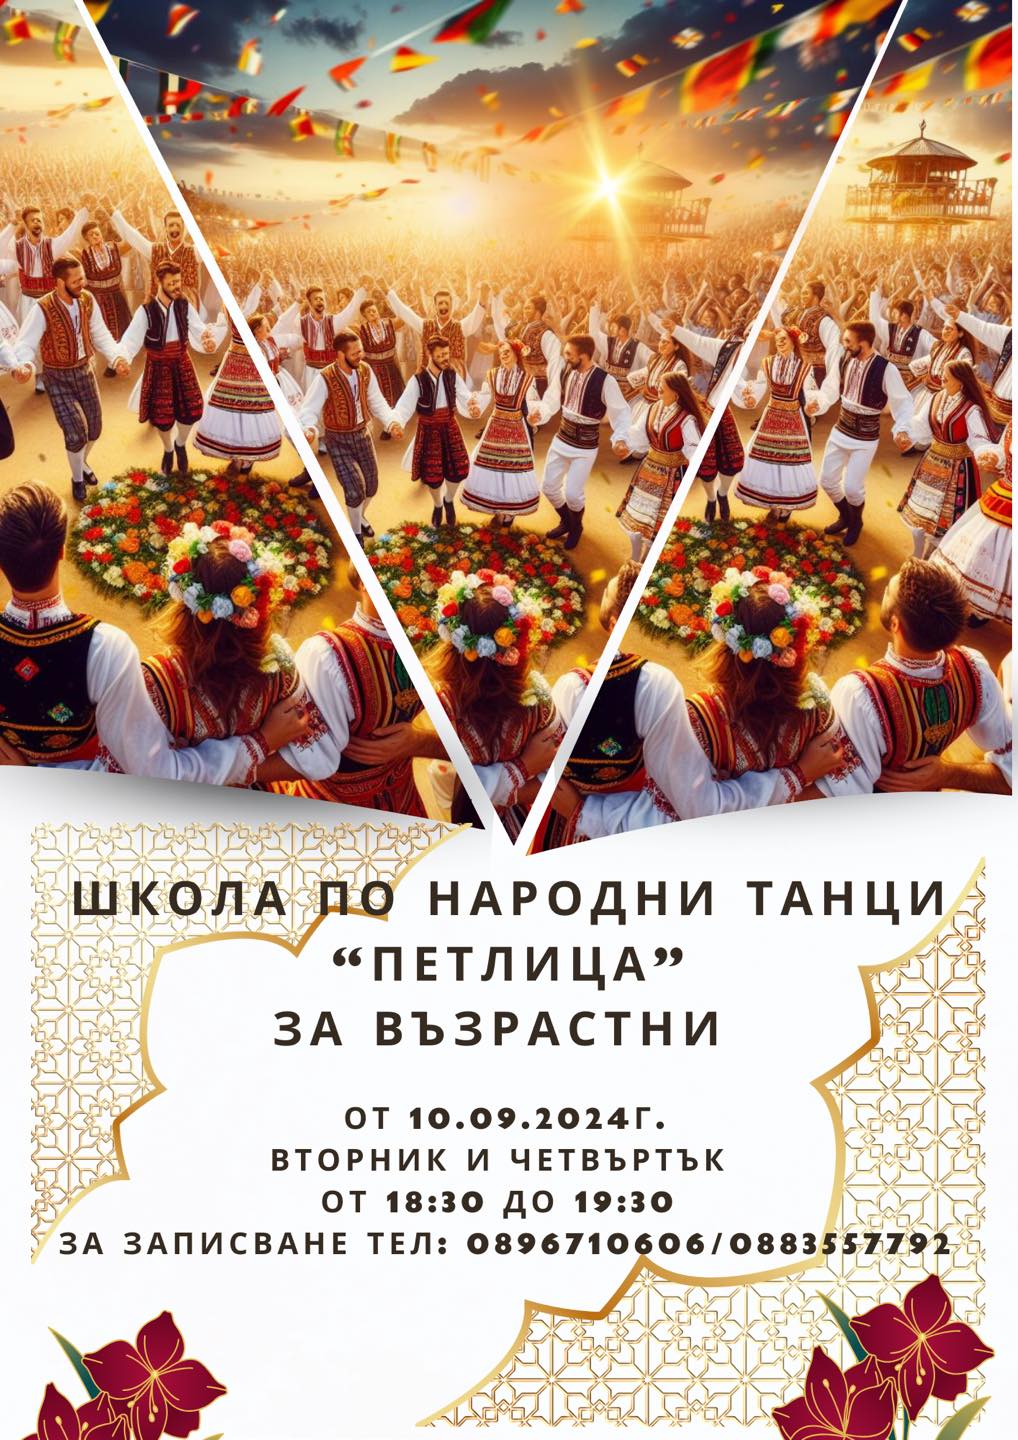 ШКОЛА ПО НАРОДНИ ТАНЦИ
“ПЕТЛИЦА”
ЗА ВЪЗРАСТНИ
ОТ 10.09.2024Г.
ВТОРНИК И ЧЕТВЪРТЪК
ОТ 18:30 ДО 19:30
ЗА ЗАПИСВАНЕ ТЕЛ: 0896710606/0883557792